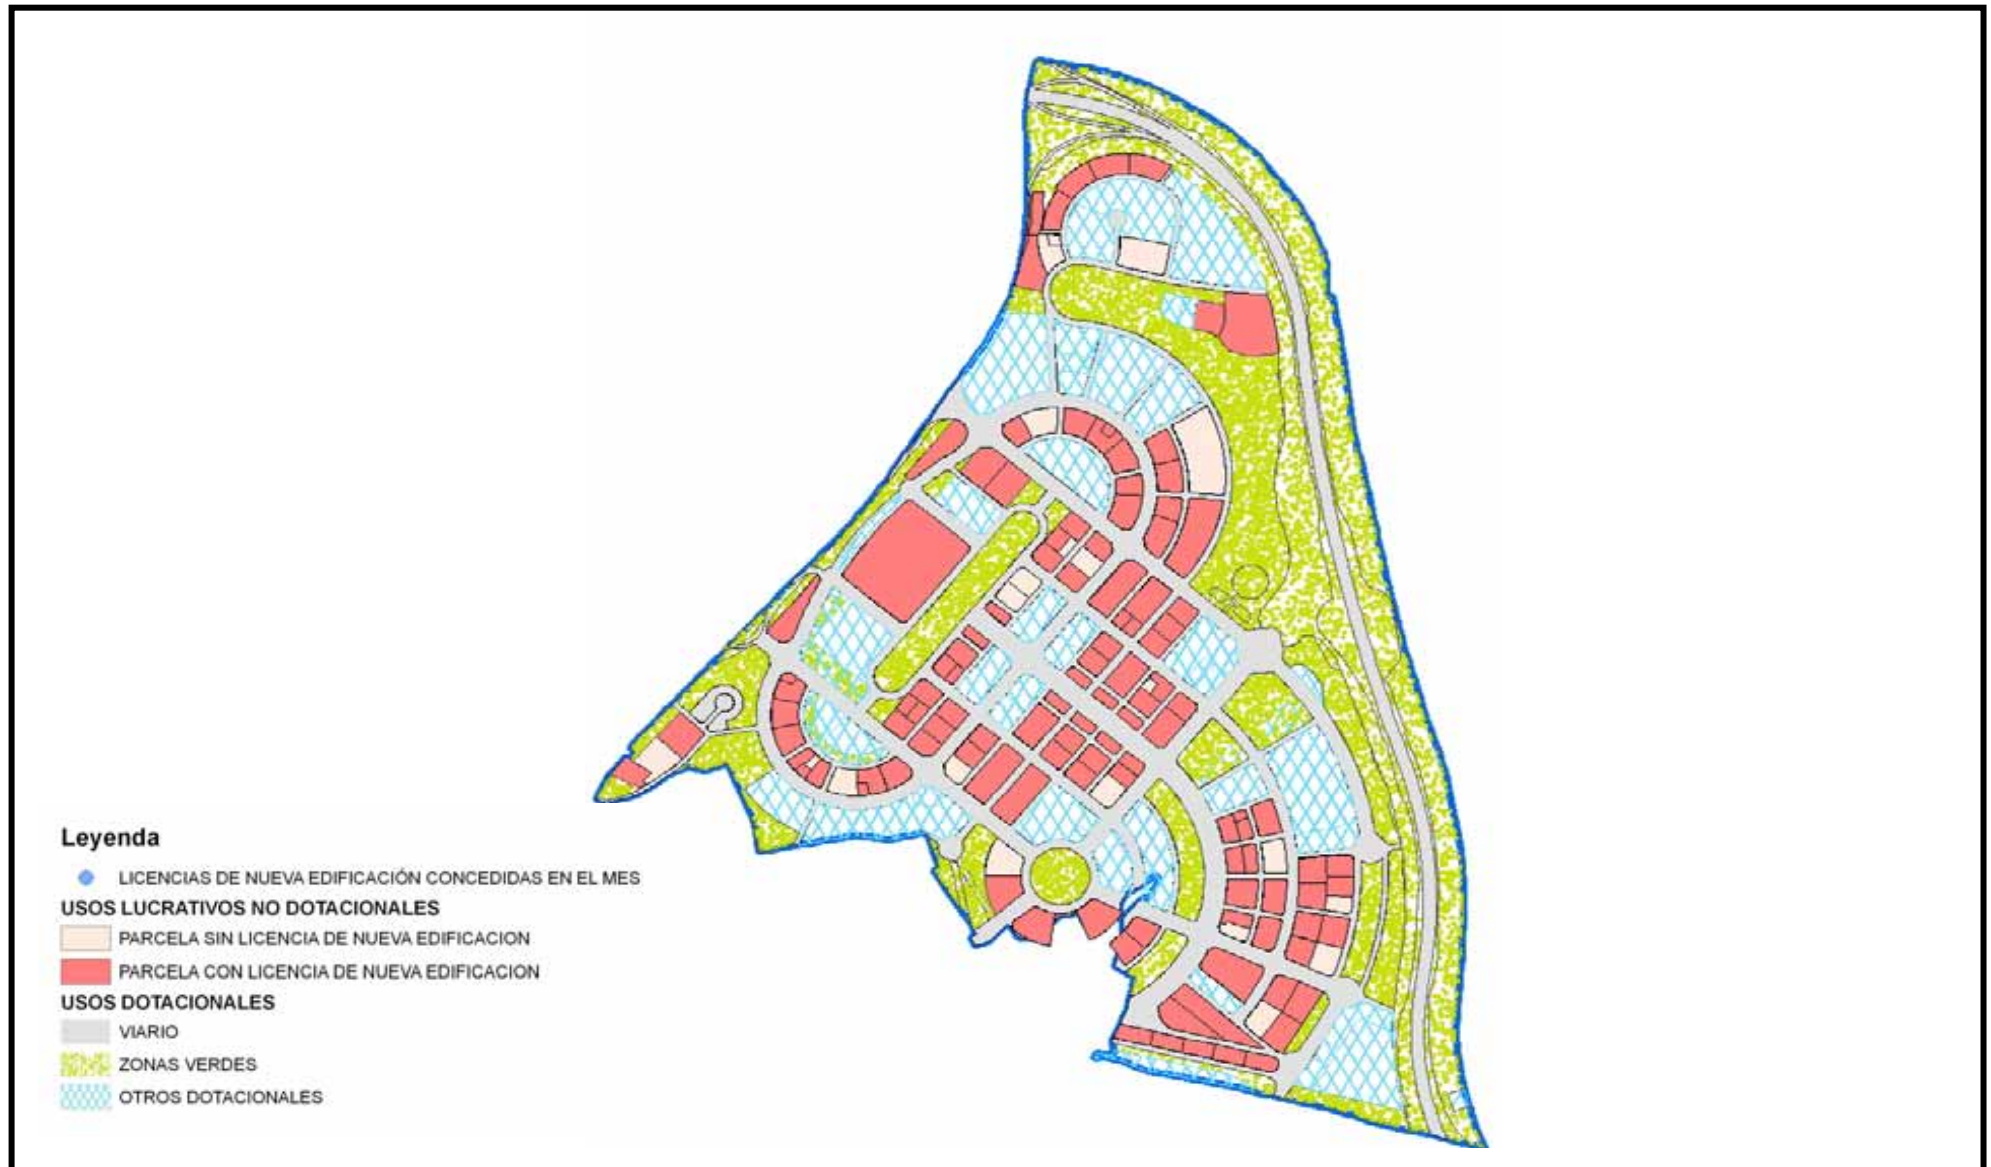 Leyenda
LICENCIAS DE NUEVA EDIFICACIÓN CONCEDIDAS EN EL MES
USOS LUCRATIVOS NO DOTACIONALES
PARCELA SIN LICENCIA DE NUEVA EDIFICACION
PARCELA CON LICENCIA DE NUEVA EDIFICACION
USOS DOTACIONALES
VIARIO
ZONAS VERDES
OTROS DOTACIONALES